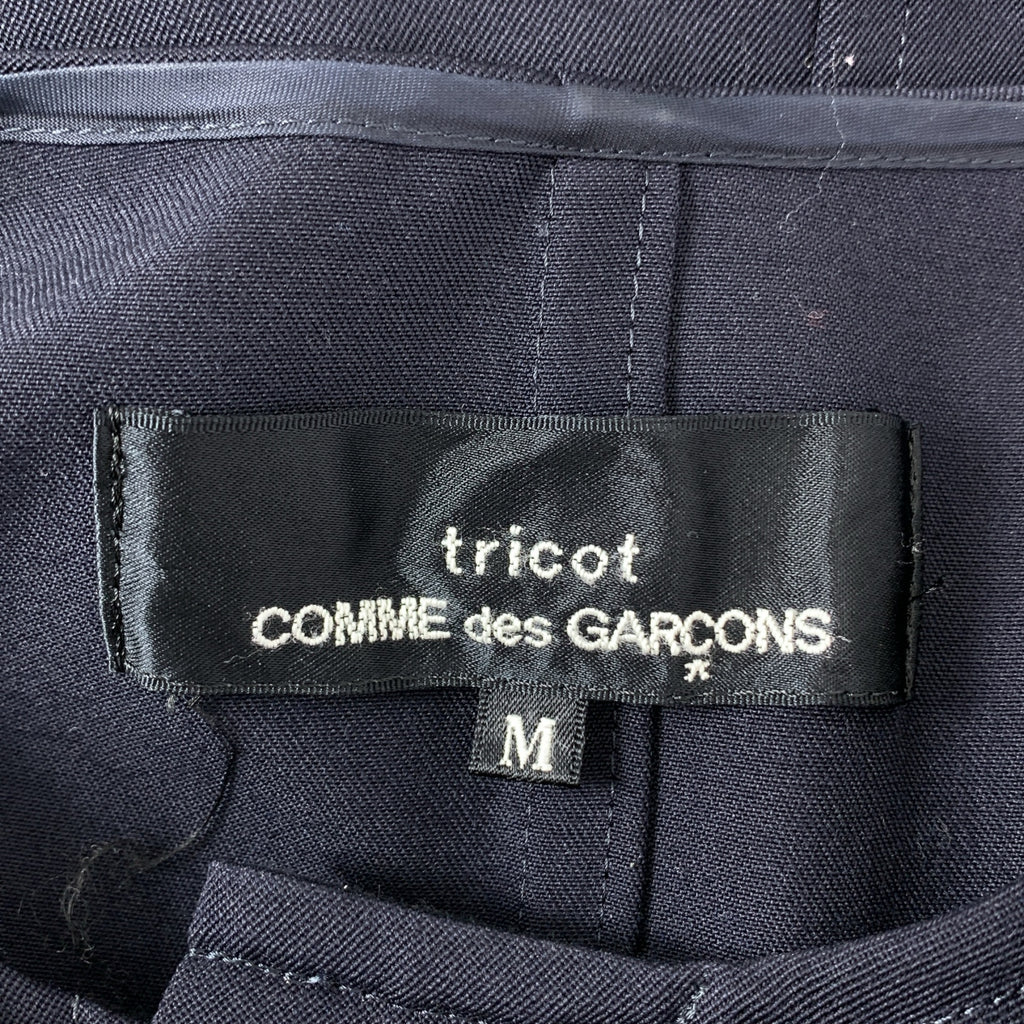 tricot
COMME des GARÇONS
*
M